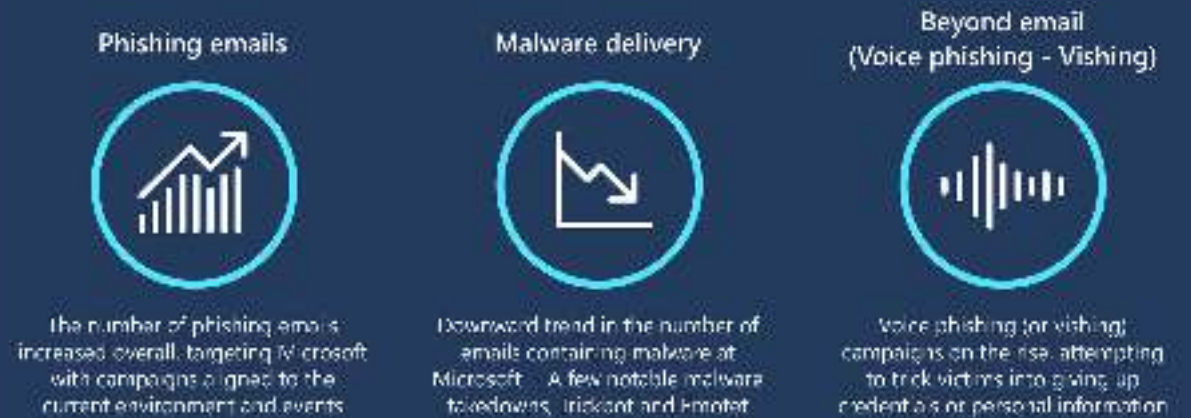 Phishing emails
The number of phishing emails
increased overall, targeting Microsoft
with campaigns aligned to the
current environment and events
Malware delivery
Downward trend in the number of
emails containing malware at
Microsoft. A few notable malware
takedowns, Trickbot and Emotet
Beyond email
(Voice phishing - Vishing)
Voice phishing (or vishing)
campaigns on the rise, attempting
to trick victims into giving up
credentials or personal information